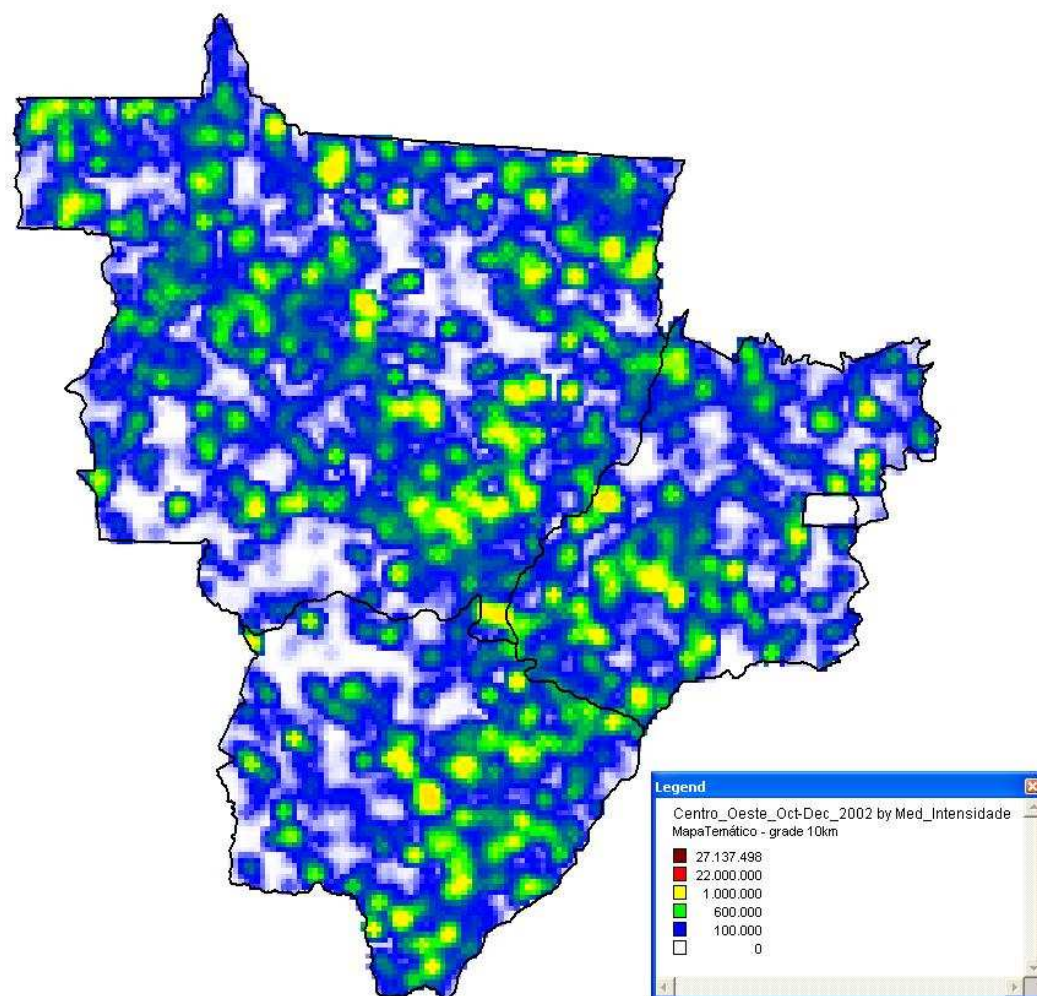 Legend
Centro_Oeste_Oct-Dec_2002 by Med_Intensidade
MapaTemático - grade 10km
27.137.498
22.000.000
1.000.000
600.000
100.000
0